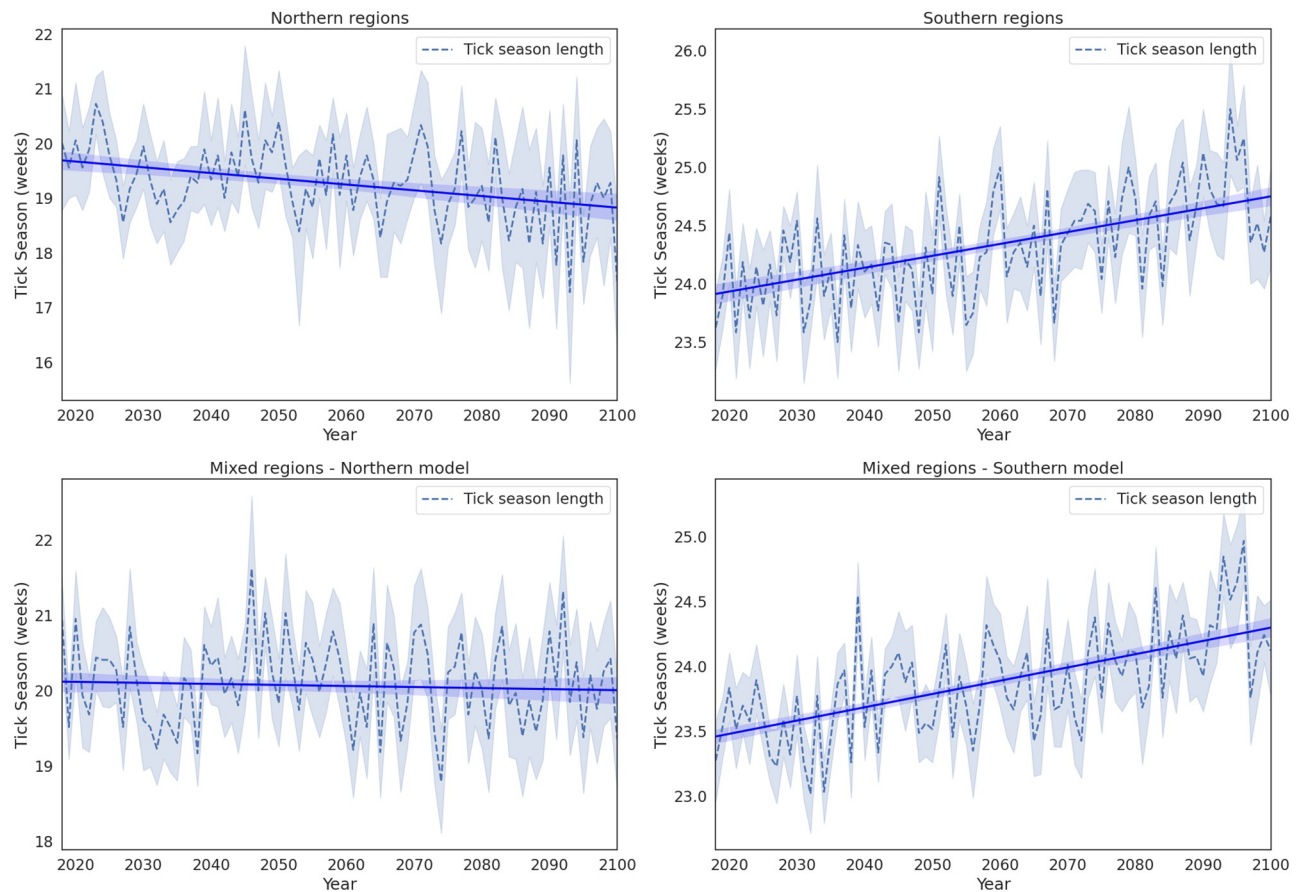 Northern regions
Tick season length
22
21
20
19
18
17
16
Tick Season (weeks)
2020 2030 2040 2050 2060 2070 2080 2090 2100
Year
Southern regions
Tick season length
26.0
25.5
25.0
24.5
24.0
23.5
Tick Season (weeks)
2020 2030 2040 2050 2060 2070 2080 2090 2100
Year
Mixed regions - Northern model
Tick season length
22
21
20
19
18
Tick Season (weeks)
2020 2030 2040 2050 2060 2070 2080 2090 2100
Year
Mixed regions - Southern model
Tick season length
25.0
24.5
24.0
23.5
23.0
Tick Season (weeks)
2020 2030 2040 2050 2060 2070 2080 2090 2100
Year